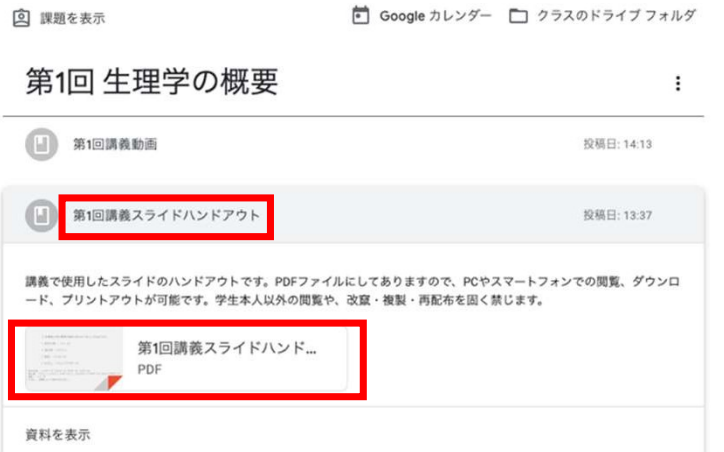 課題を表示
Google カレンダー
クラスのドライブ フォルダ
第1回 生理学の概要
第1回講義動画
投稿日: 14:13
第1回講義スライドハンドアウト
投稿日: 13:37
講義で使用したスライドのハンドアウトです。PDFファイルにしてありますので、PCやスマートフォンでの閲覧、ダウンロ
ード、プリントアウトが可能です。学生本人以外の閲覧や、改竄・複製・再配布を固く禁じます。
第1回講義スライドハンド...
PDF
資料を表示